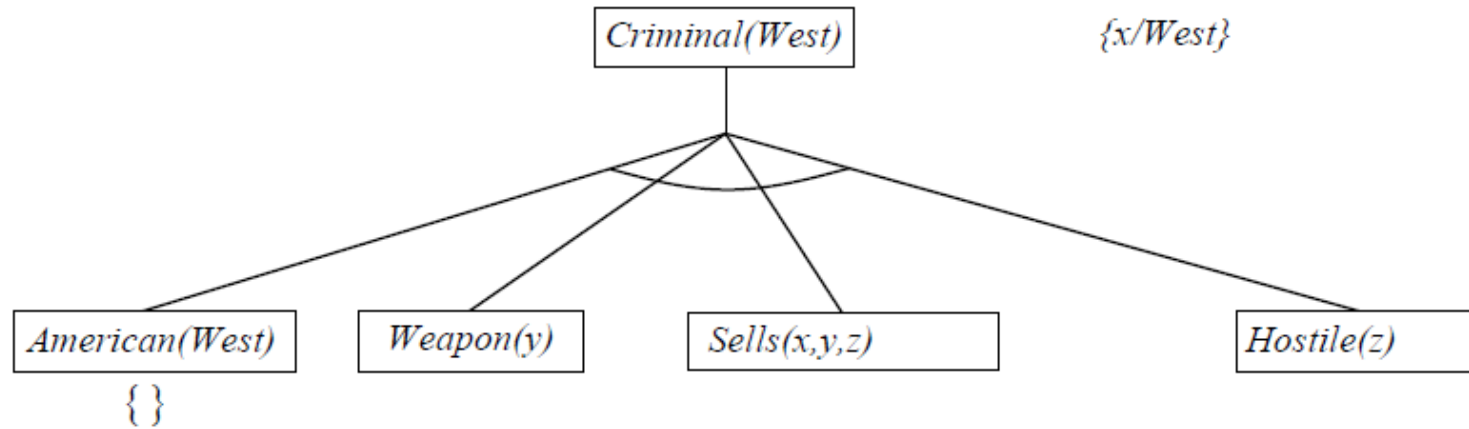 Criminal(West)
{x/West}
American(West)
Weapon(y)
Sells(x,y,z)
Hostile(z)
{ }